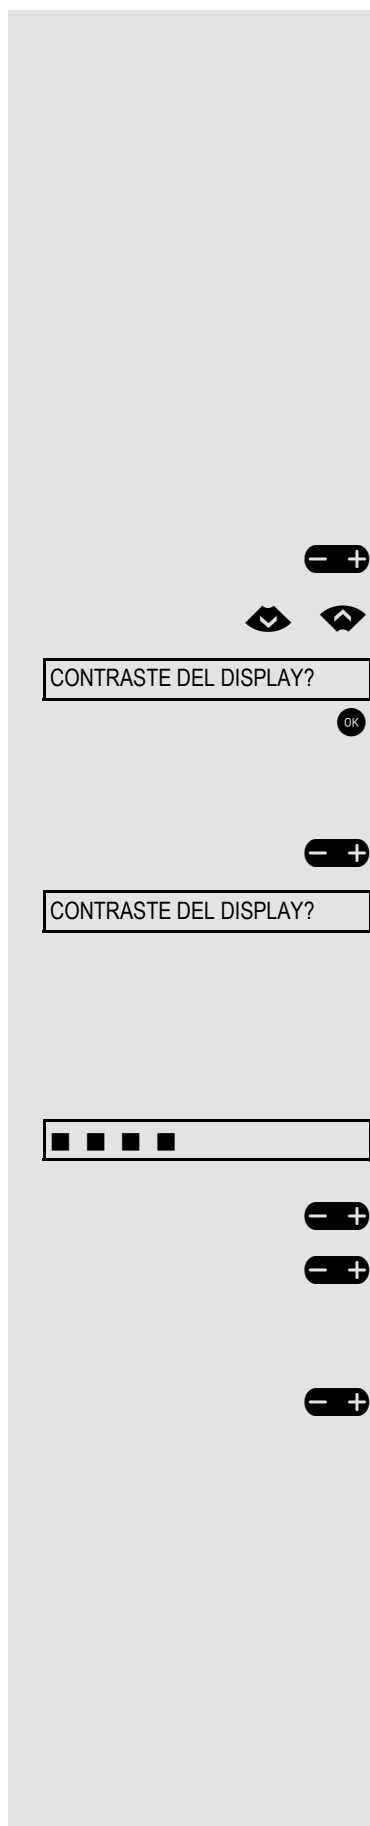 − +
CONTRASTE DEL DISPLAY?
OK
− +
CONTRASTE DEL DISPLAY?
− +
− +
− +